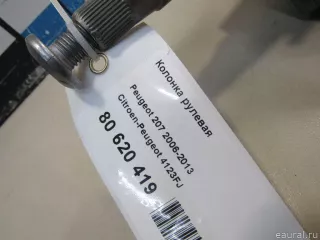 Колонка рулевая
Peugeot 207 2006-2013
Citroen-Peugeot 4123FJ
80 620 419
eaural.ru